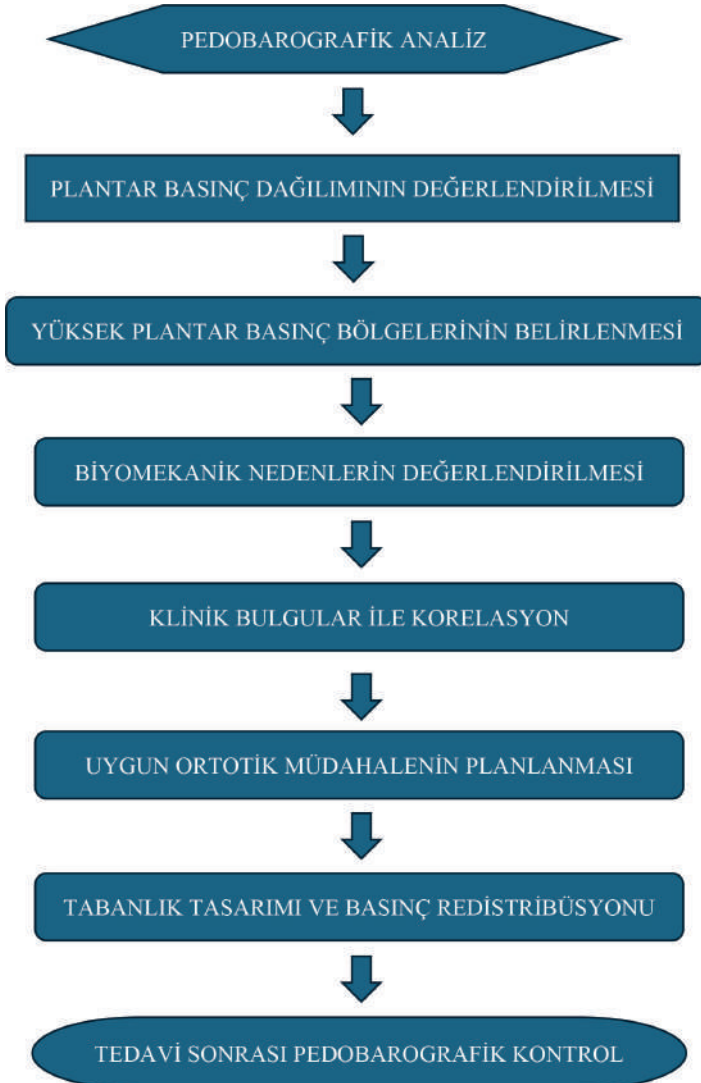 PEDOBAROGRAFİK ANALİZ
PLANTAR BASINÇ DAĞILIMININ DEĞERLENDİRİLMESİ
YÜKSEK PLANTAR BASINÇ BÖLGELERİNİN BELİRLENMESİ
BİYOMEKANİK NEDENLERİN DEĞERLENDİRİLMESİ
KLİNİK BULGULAR İLE KORELASYON
UYGUN ORTOTİK MÜDAHALENİN PLANLANMASI
TABANLIK TASARIMI VE BASINÇ REDİSTRİBÜSYONU
TEDAVİ SONRASI PEDOBAROGRAFİK KONTROL